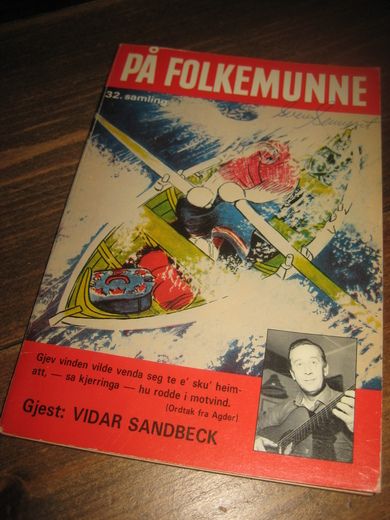 PÅ FOLKEMUNNE
32. samling
Gjev vinden vilde venda seg te e' sku' heim-
att, — sa kjerringa — hu rodde i motvind.
(Ordtak fra Agder)
Gjest: VIDAR SANDBECK